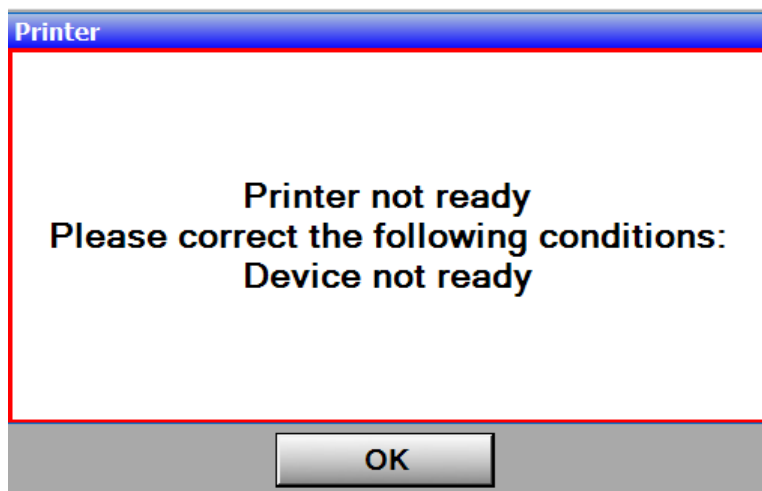 Printer
Printer not ready
Please correct the following conditions:
Device not ready
OK